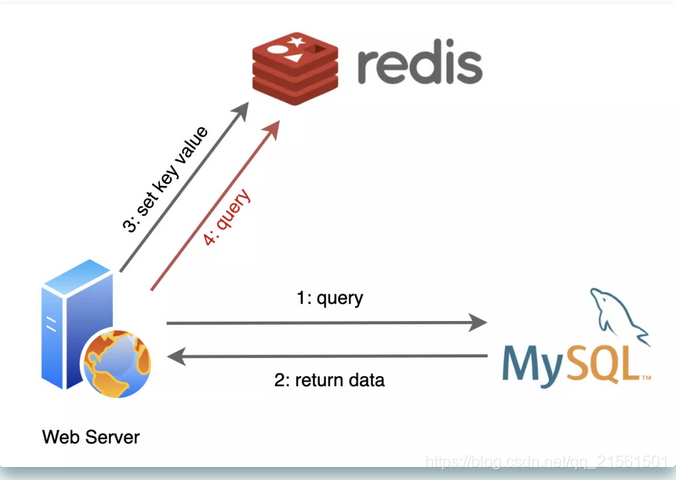 redis
3: set key value
4: query
1: query
MySQL™
2: return data
Web Server
https://blog.csdn.net/qq_21561501